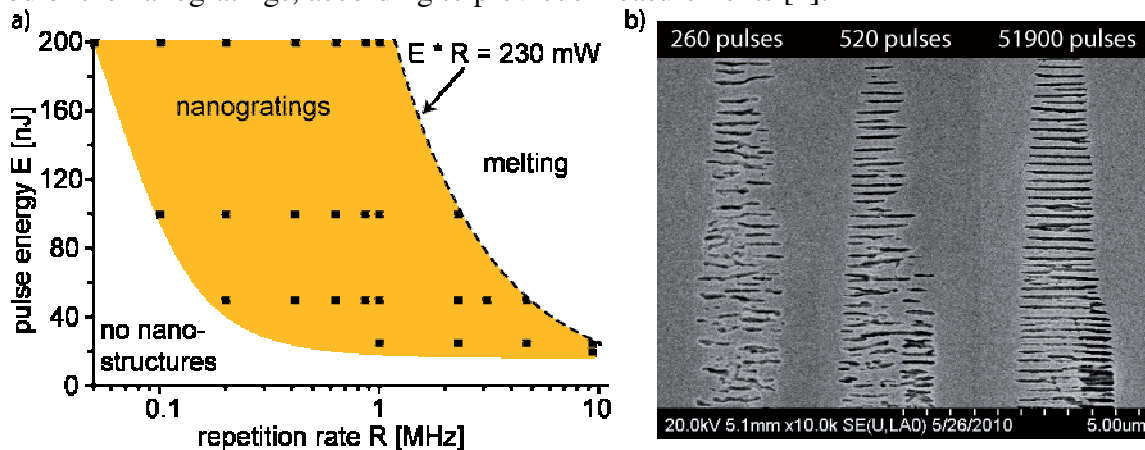 a)
b)
pulse energy E [nJ]
200
160
120
80
40
0
E * R = 230 mW
nanogratings
melting
no nano-
structures
0.1 1 10
repetition rate R [MHz]
260 pulses 520 pulses 51900 pulses
20.0kV 5.1mm x10.0k SE(U,LA0) 5/26/2010 5.00um